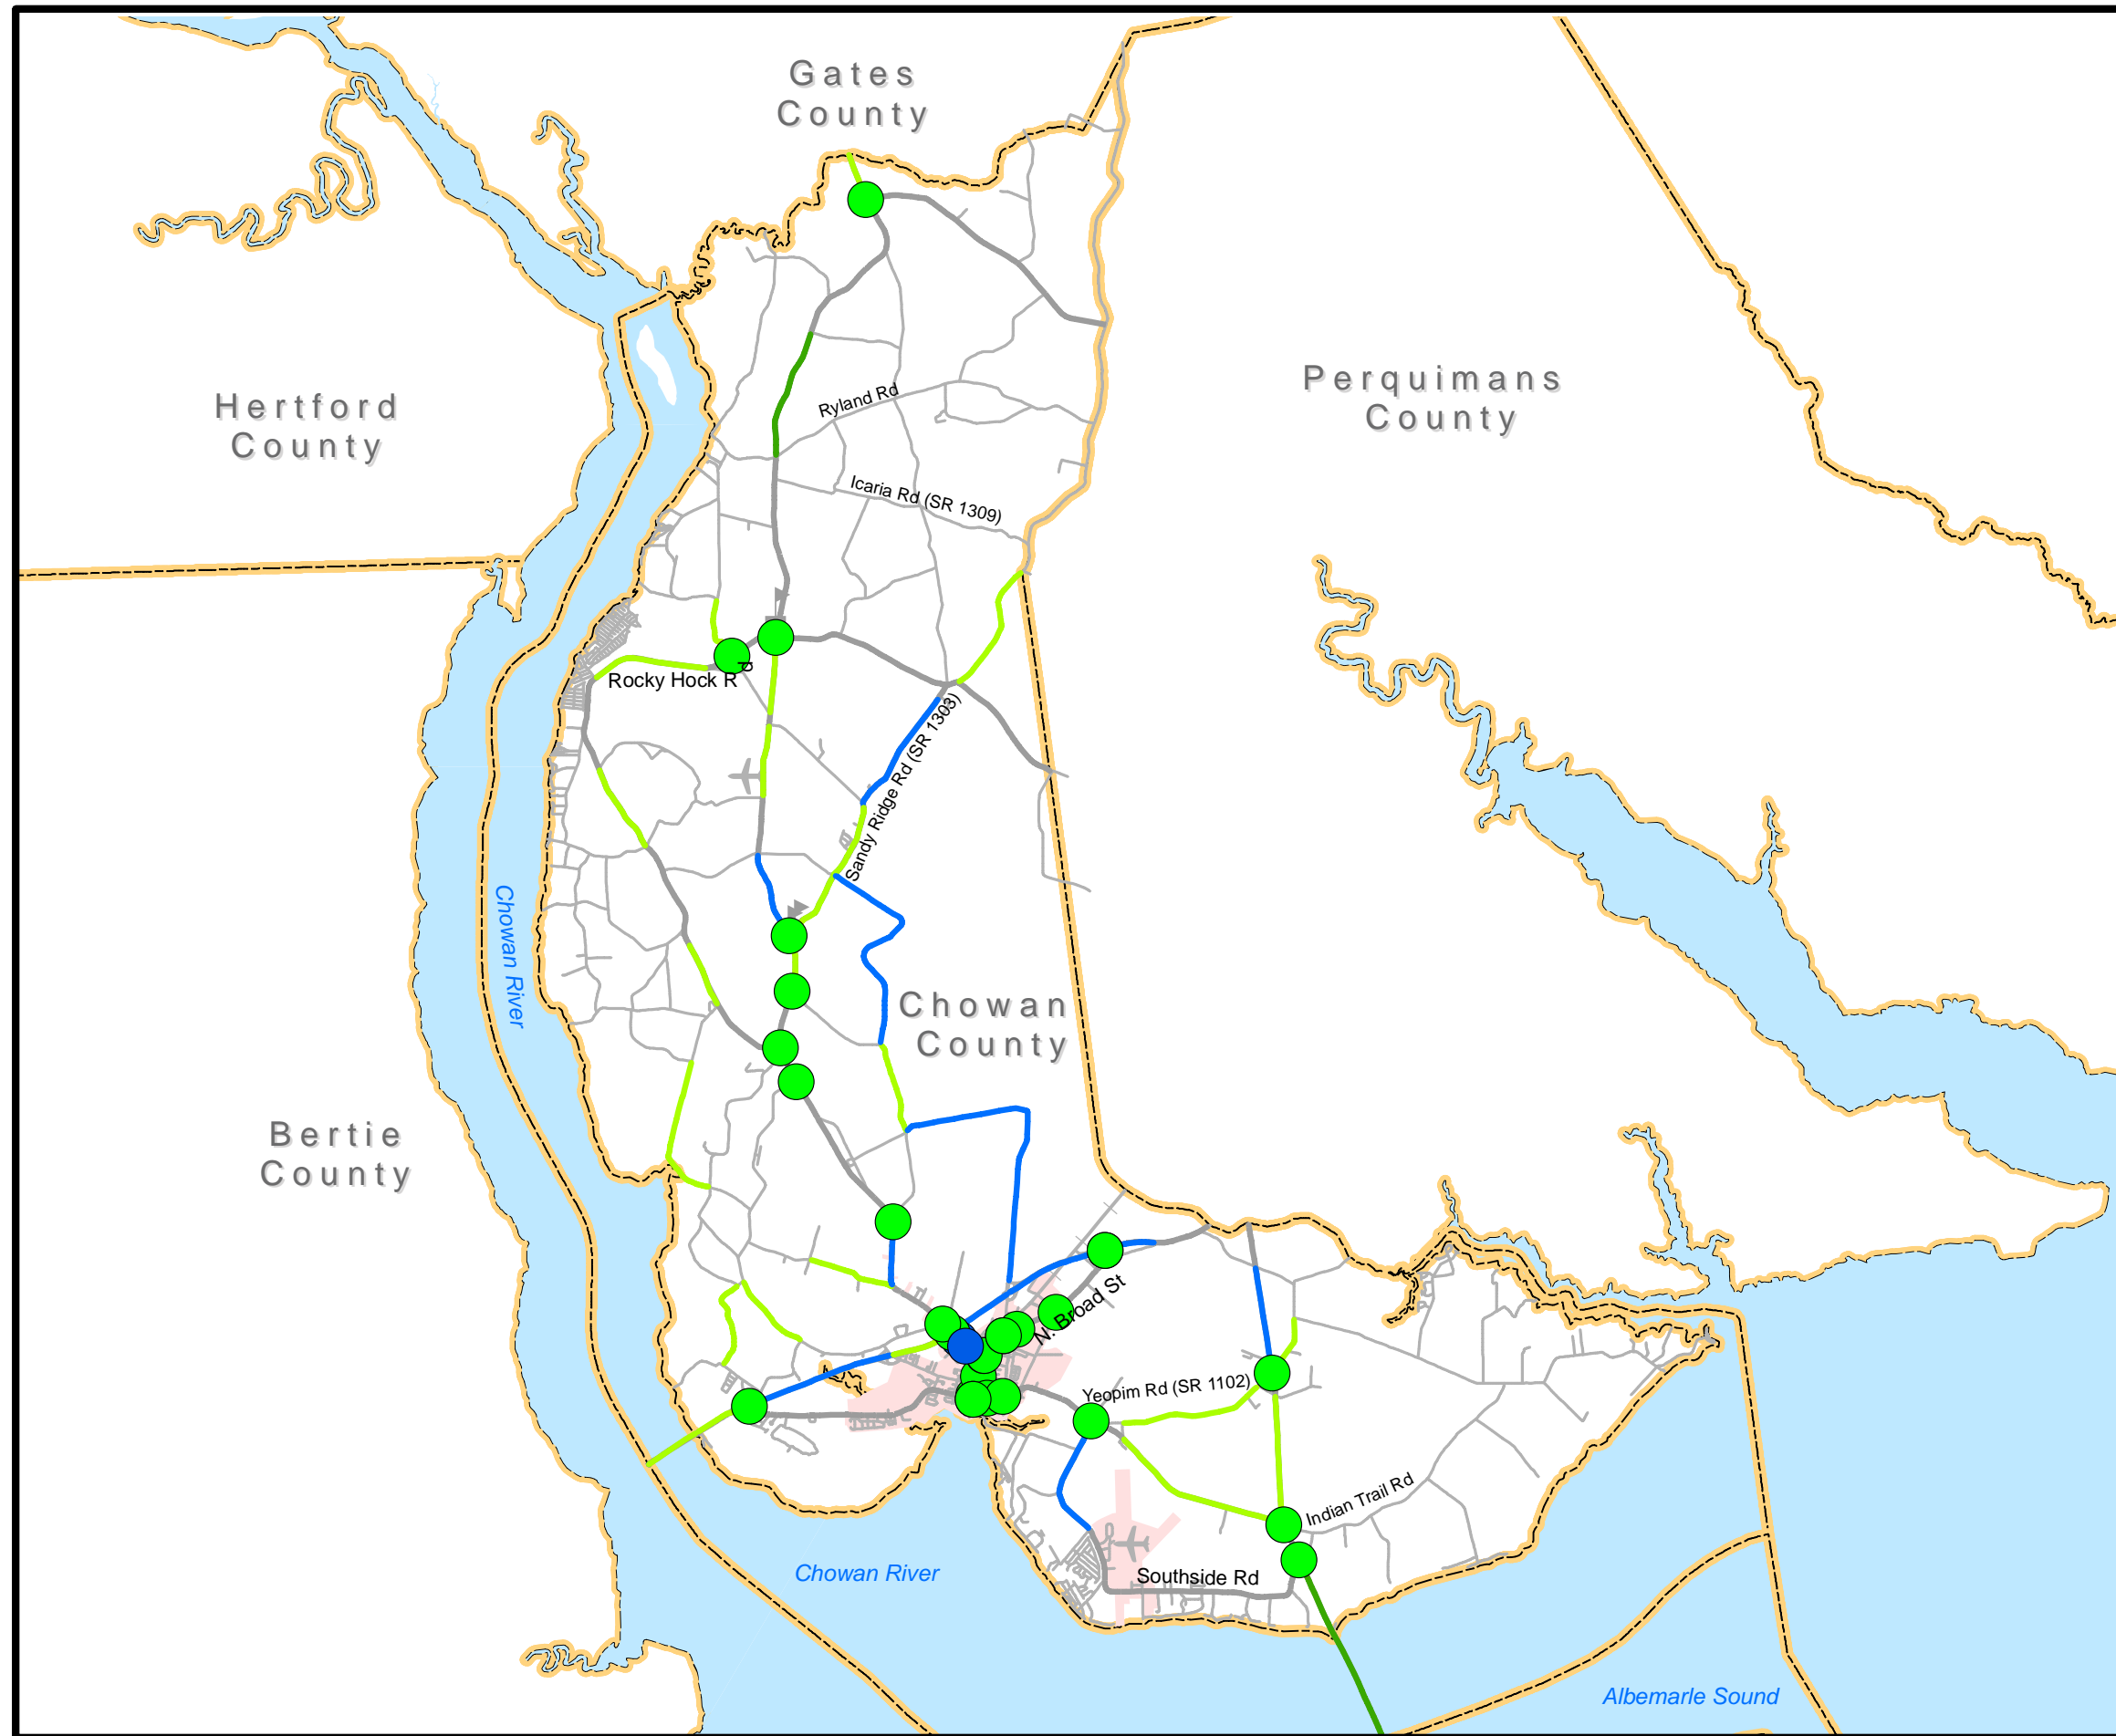 Gates
County
Hertford
County
Perquimans
County
Ryland Rd
Icaria Rd (SR 1309)
Rocky Hock R
d
Sandy Ridge Rd (SR 1303)
Chowan River
Chowan
County
Bertie
County
N. Broad St
Yeopim Rd (SR 1102)
Indian Trail Rd
Southside Rd
Chowan River
Albemarle Sound